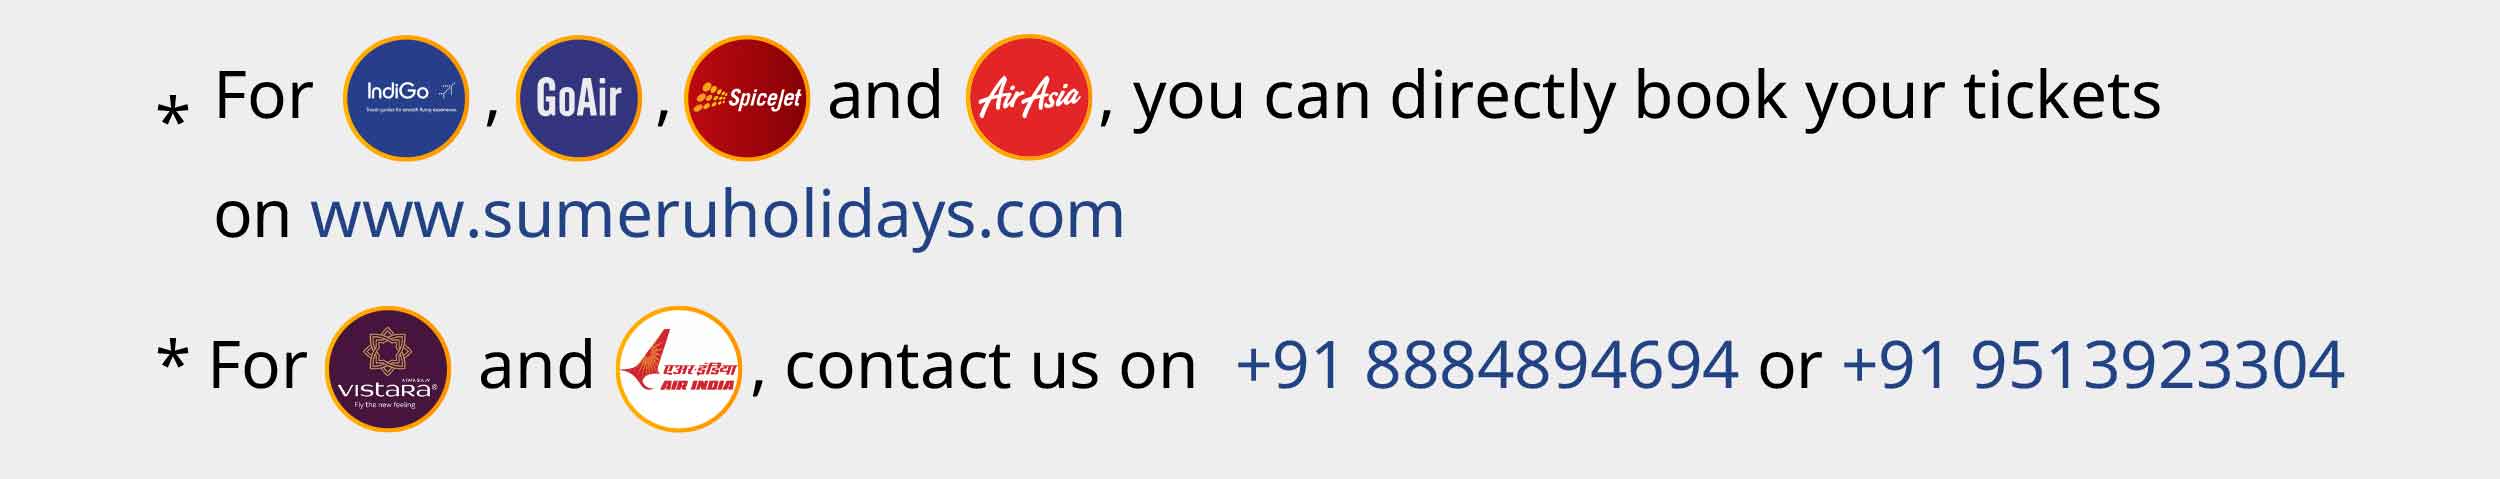 * For IndiGo , GoAir , SpiceJet and AirAsia , you can directly book your tickets
on www.sumeruholidays.com
* For VISTARA® and एअर इंडिया AIR INDIA , contact us on +91 8884894694 or +91 9513923304
Fly the new feeling